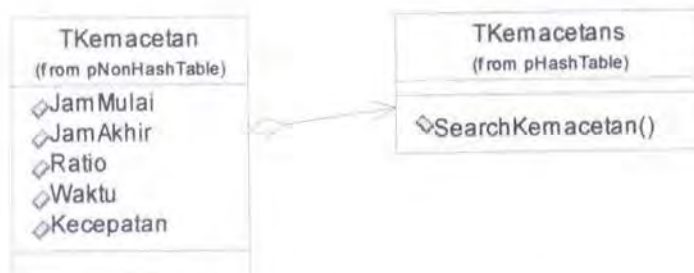 TKemacetan
(from pNonHashTable)
JamMulai
JamAkhir
Ratio
Waktu
Kecepatan
TKemacetans
(from pHashTable)
SearchKemacetan()